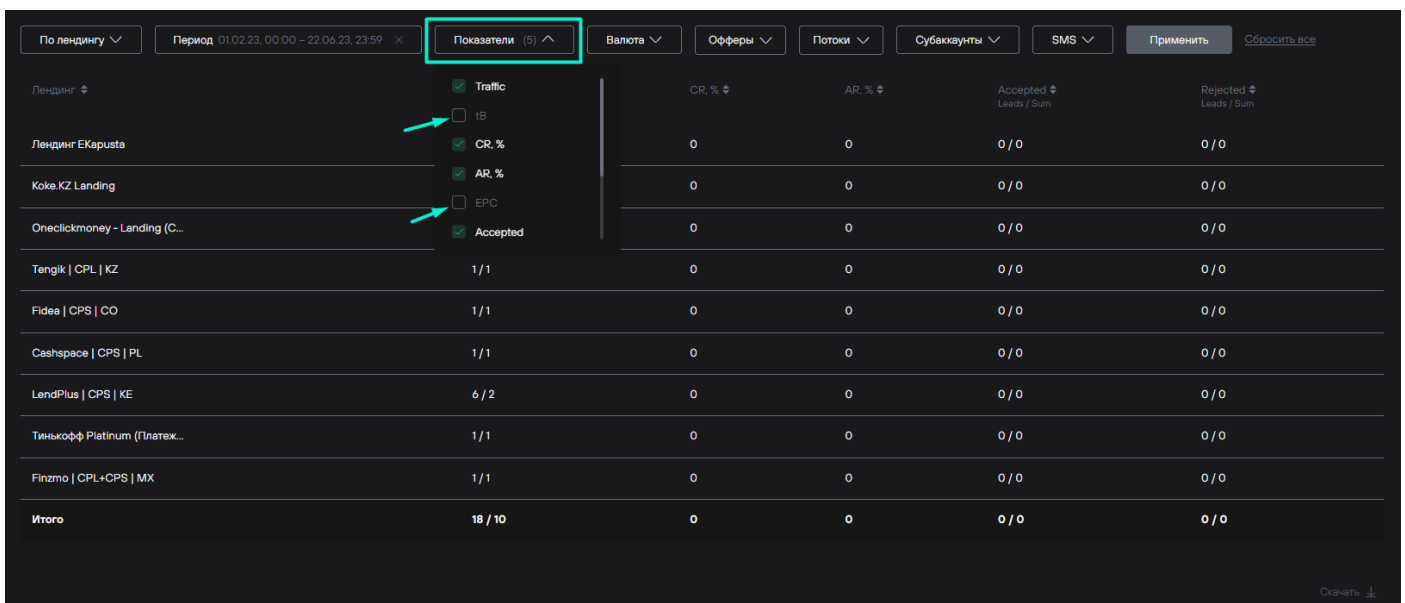 По лендингу Период 01.02.23, 00:00 – 22.06.23, 23:59 × Показатели (5) Валюта Офферы Потоки Субаккаунты SMS Применить Сбросить все
Лендинг CR, % AR, % Accepted Rejected
Leads / Sum Leads / Sum
Traffic
tB
CR, %
AR, %
EPC
Accepted
Лендинг EKapusta 0 0 0 / 0 0 / 0
Koke.KZ Landing 0 0 0 / 0 0 / 0
Oneclickmoney - Landing (C... 0 0 0 / 0 0 / 0
Tengik | CPL | KZ 1 / 1 0 0 0 / 0 0 / 0
Fidea | CPS | CO 1 / 1 0 0 0 / 0 0 / 0
Cashspace | CPS | PL 1 / 1 0 0 0 / 0 0 / 0
LendPlus | CPS | KE 6 / 2 0 0 0 / 0 0 / 0
Тинькофф Platinum (Платеж... 1 / 1 0 0 0 / 0 0 / 0
Finzmo | CPL+CPS | MX 1 / 1 0 0 0 / 0 0 / 0
Итого 18 / 10 0 0 0 / 0 0 / 0
Скачать